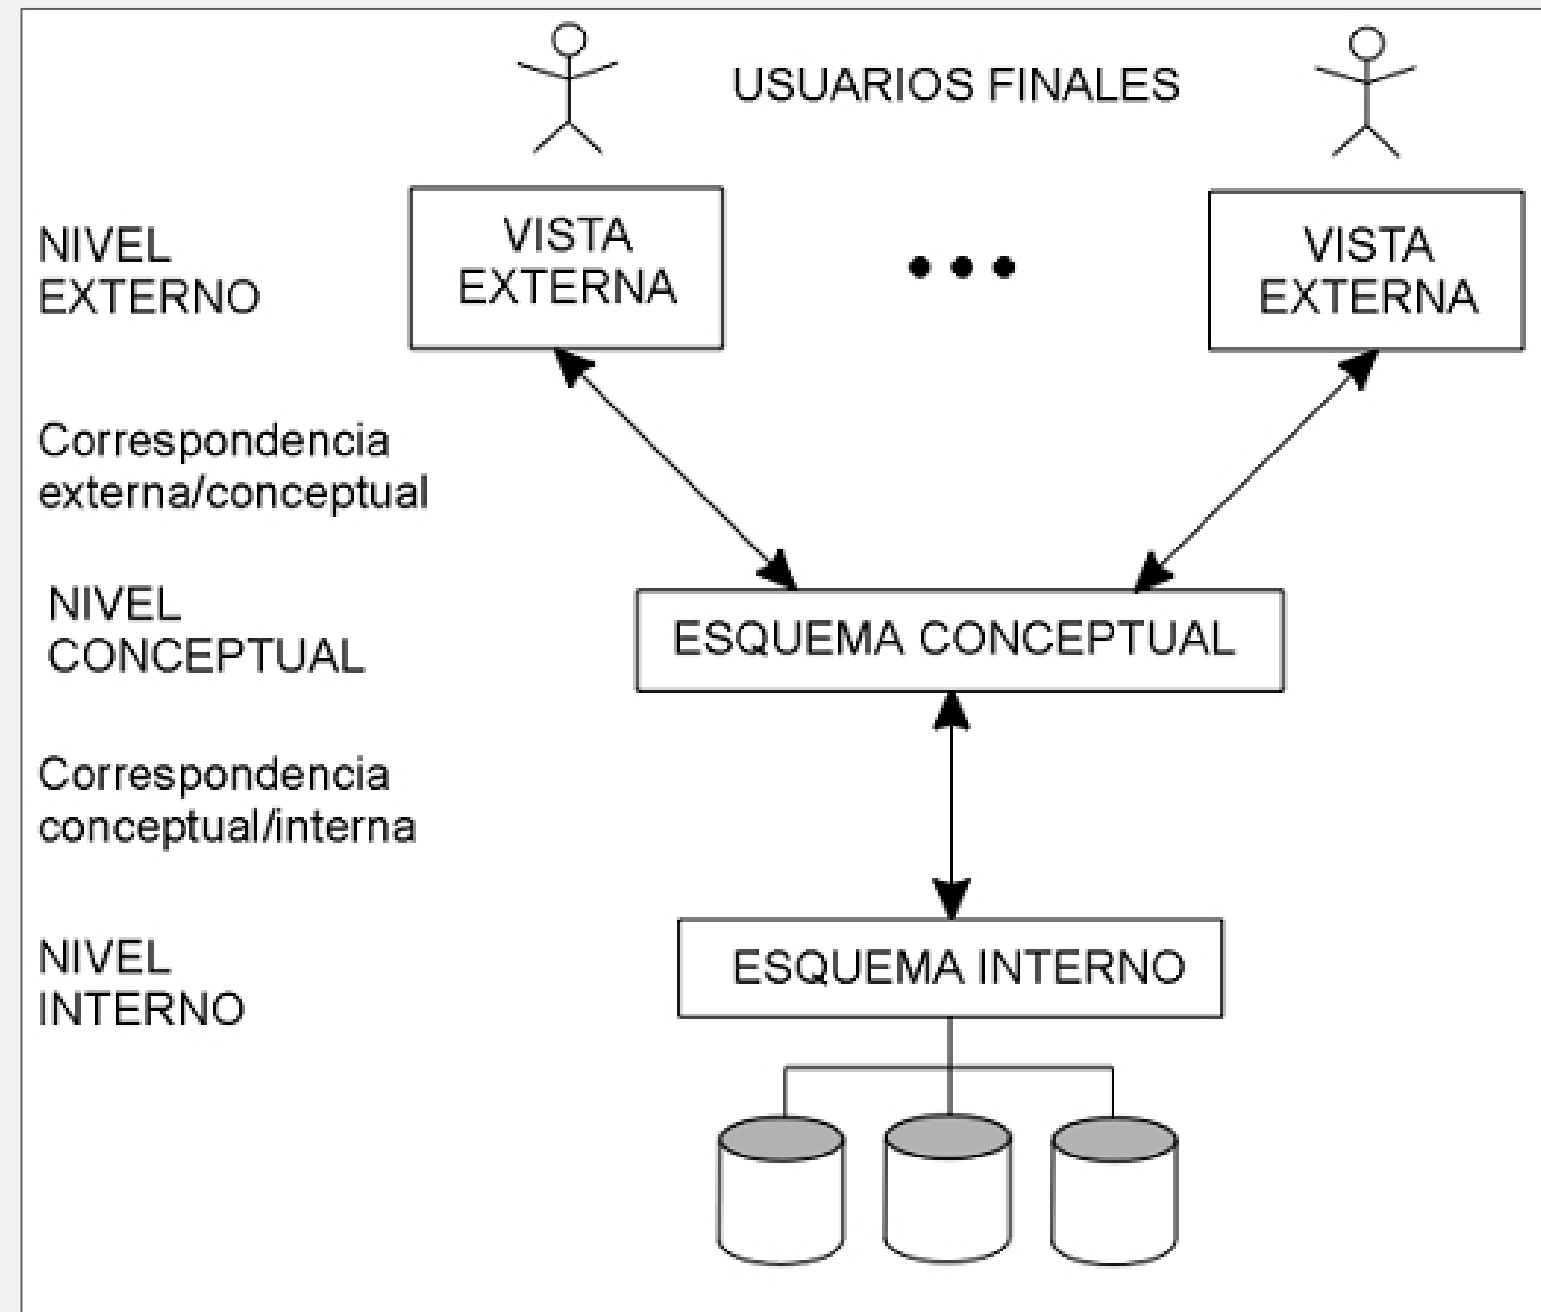 USUARIOS FINALES
NIVEL
EXTERNO
VISTA
EXTERNA
VISTA
EXTERNA
Correspondencia
externa/conceptual
NIVEL
CONCEPTUAL
ESQUEMA CONCEPTUAL
Correspondencia
conceptual/interna
NIVEL
INTERNO
ESQUEMA INTERNO